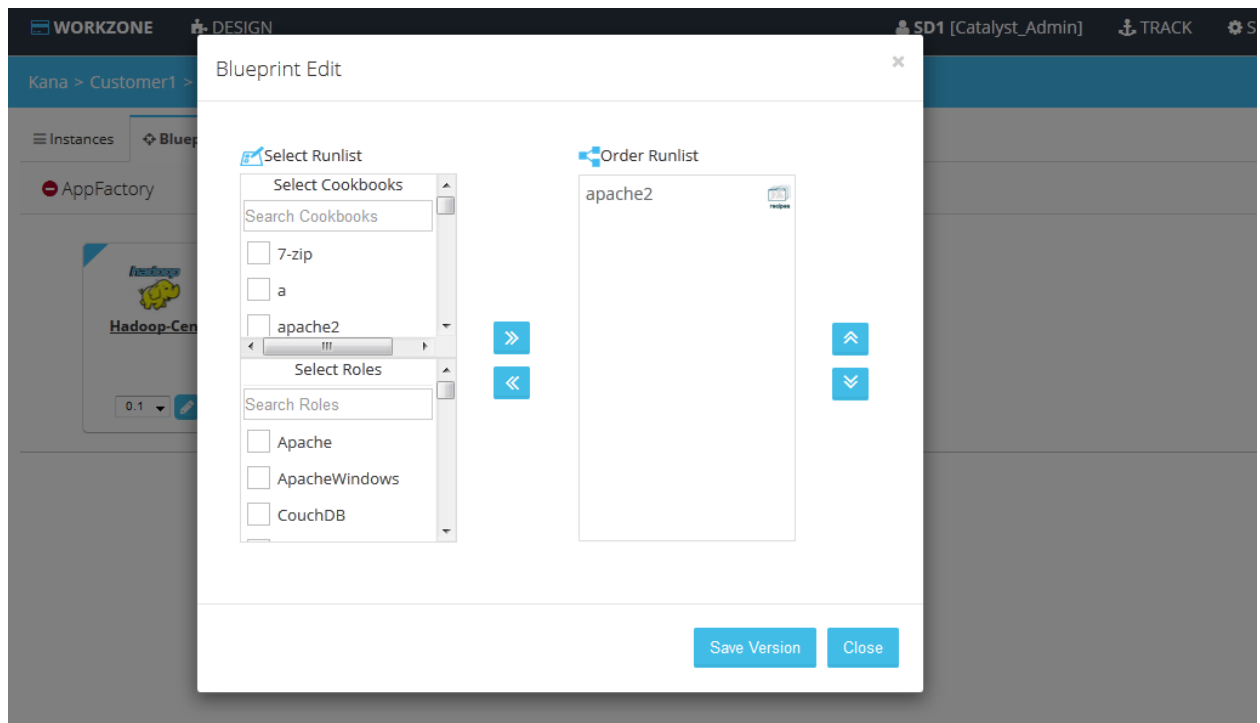 WORKZONE DESIGN SD1 [Catalyst_Admin] TRACK S
Kana > Customer1 >
Instances Bluep
AppFactory
hadoop
Hadoop-Cen
0.1
Blueprint Edit
×
Select Runlist
Select Cookbooks
Search Cookbooks
7-zip
a
apache2
Select Roles
Search Roles
Apache
ApacheWindows
CouchDB
Order Runlist
apache2
recipes
Save Version Close